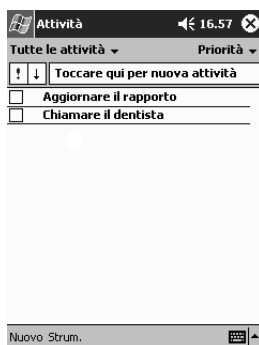 Attività 16.57
Tutte le attività Priorità
! ↓ Toccare qui per nuova attività
Aggiornare il rapporto
Chiamare il dentista
Nuovo Strum.